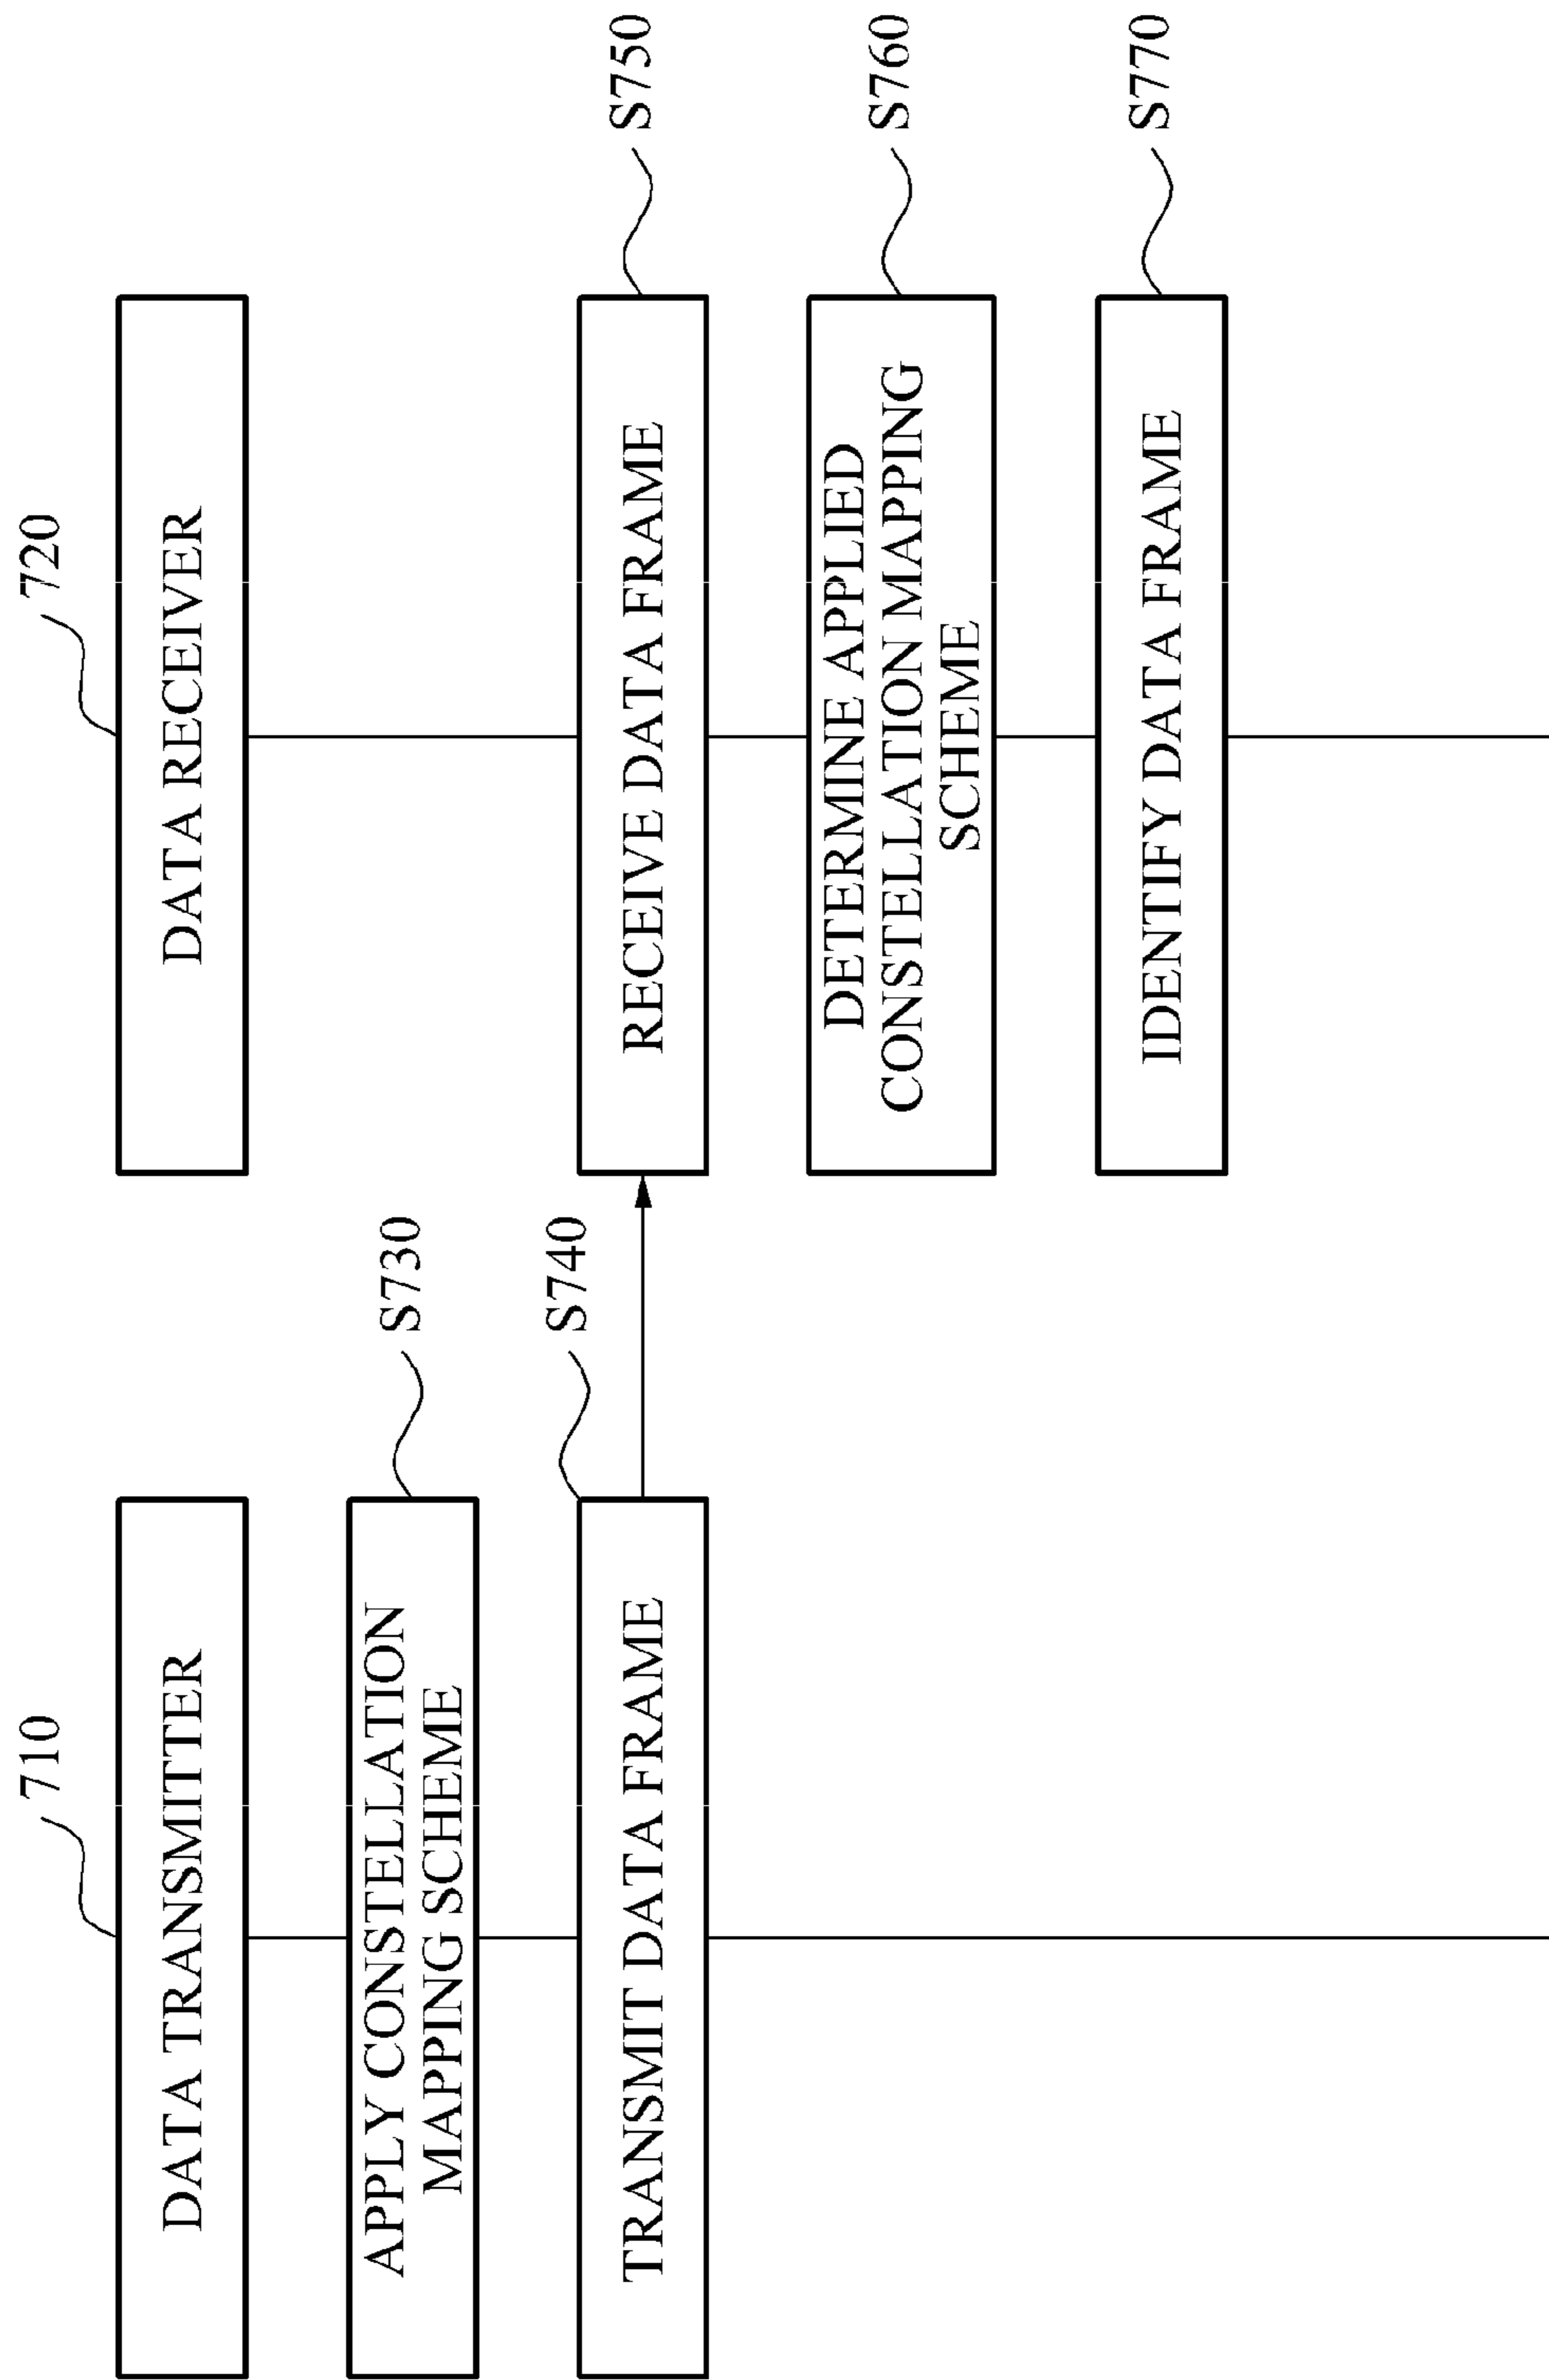 710
DATA TRANSMITTER
720
DATA RECEIVER
APPLY CONSTELLATION
MAPPING SCHEME
S730
TRANSMIT DATA FRAME
S740
RECEIVE DATA FRAME
S750
DETERMINE APPLIED
CONSTELLATION MAPPING
SCHEME
S760
IDENTIFY DATA FRAME
S770